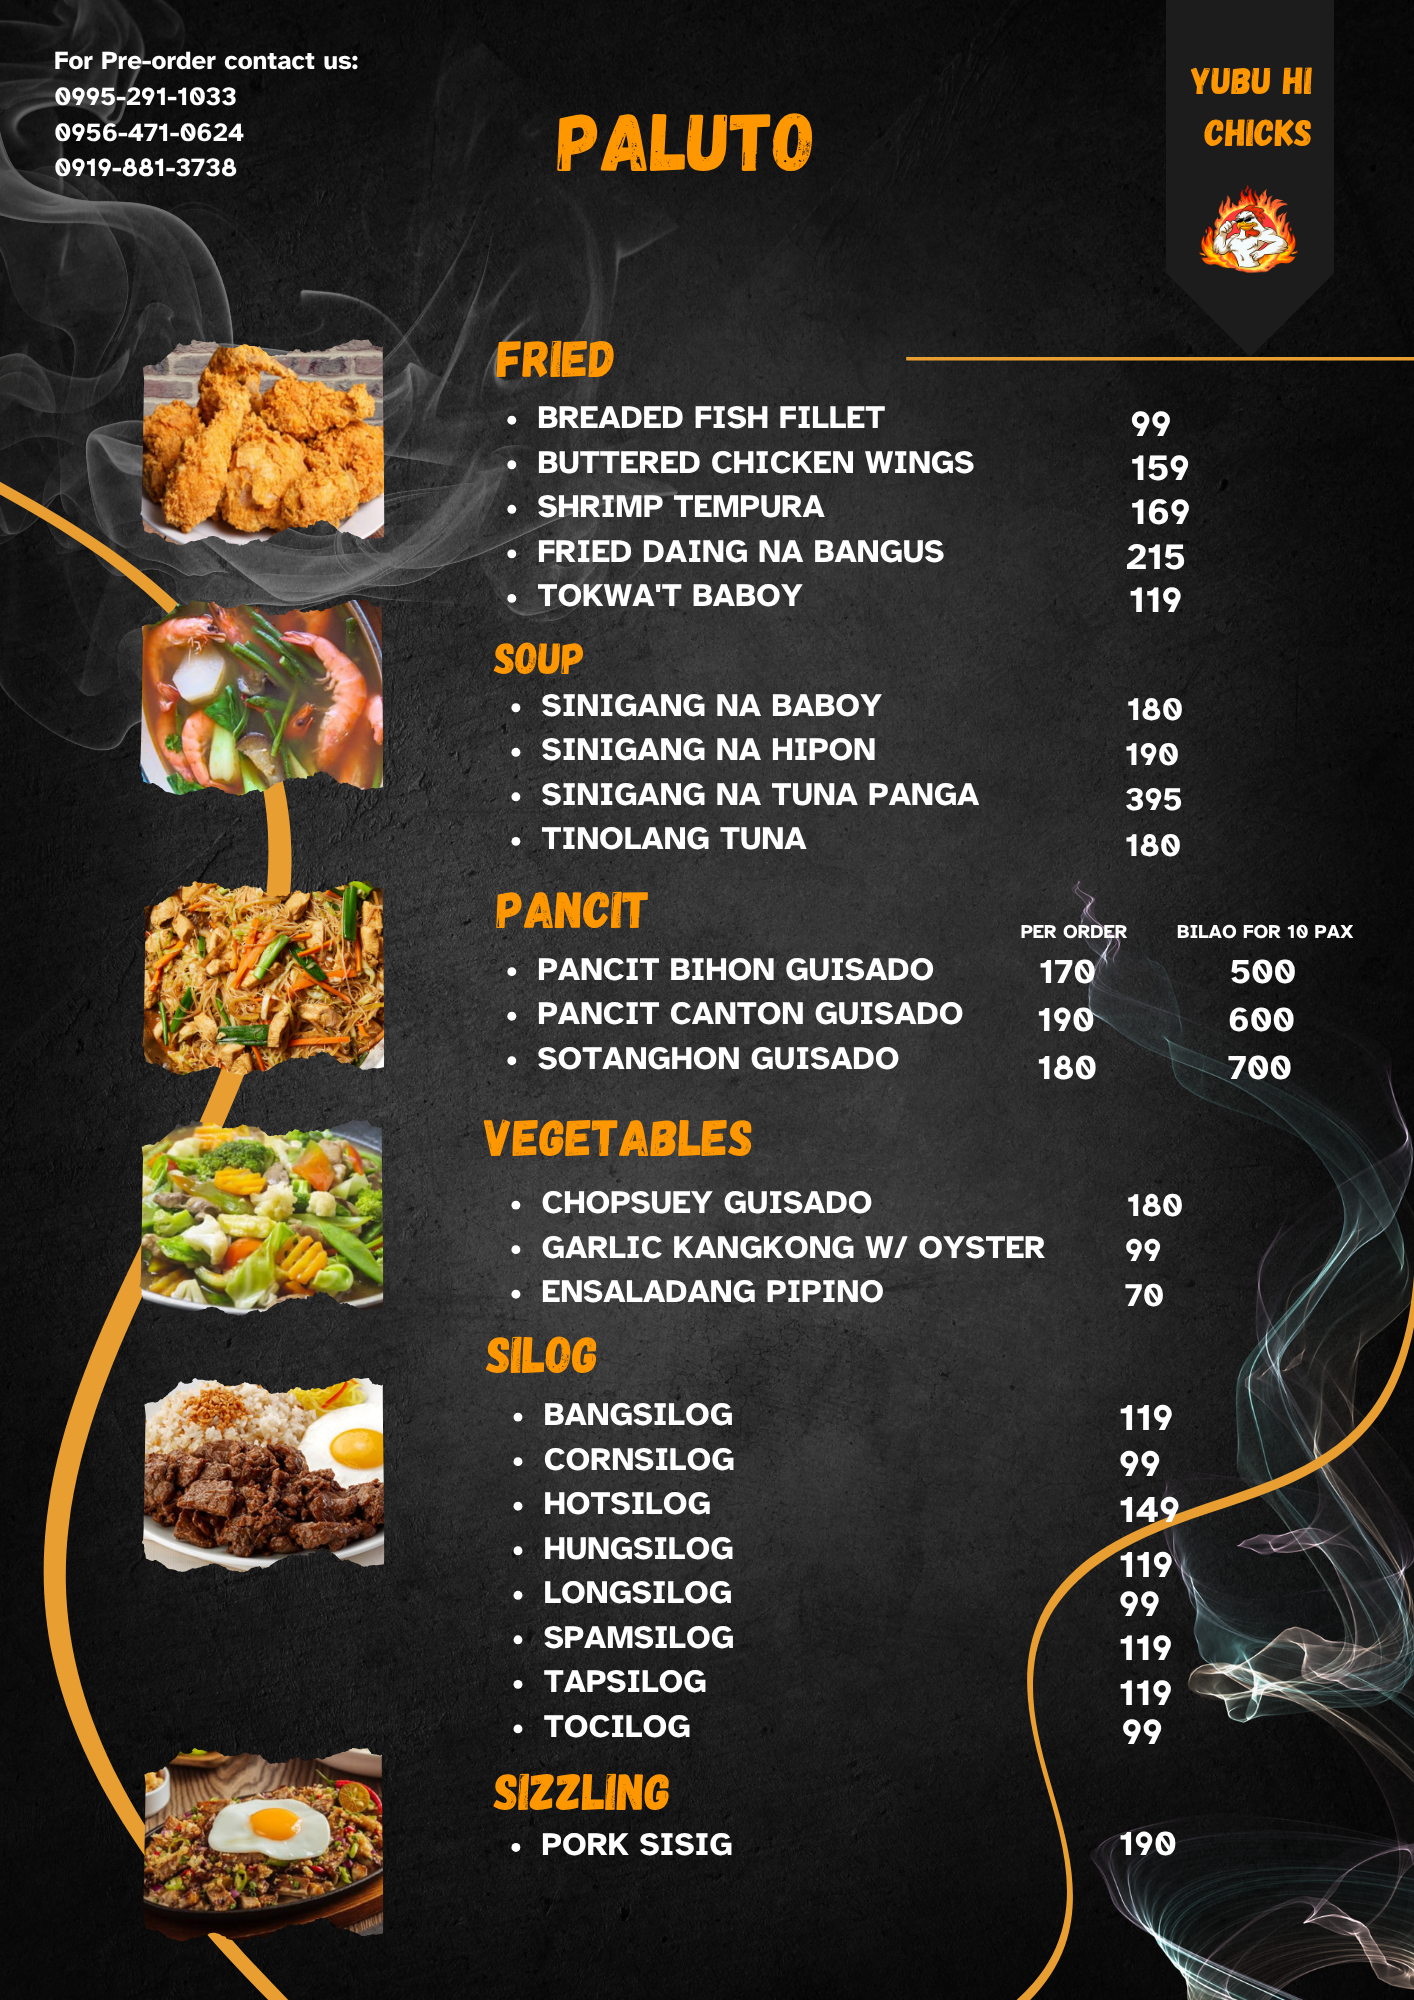 For Pre-order contact us:
0995-291-1033
0956-471-0624
0919-881-3738
PALUTO
YUBU HI
CHICKS
FRIED
• BREADED FISH FILLET 99
• BUTTERED CHICKEN WINGS 159
• SHRIMP TEMPURA 169
• FRIED DAING NA BANGUS 215
• TOKWA'T BABOY 119
SOUP
• SINIGANG NA BABOY 180
• SINIGANG NA HIPON 190
• SINIGANG NA TUNA PANGA 395
• TINOLANG TUNA 180
PANCIT
PER ORDER BILAO FOR 10 PAX
• PANCIT BIHON GUISADO 170 500
• PANCIT CANTON GUISADO 190 600
• SOTANGHON GUISADO 180 700
VEGETABLES
• CHOPSUEY GUISADO 180
• GARLIC KANGKONG W/ OYSTER 99
• ENSALADANG PIPINO 70
SILOG
• BANGSILOG 119
• CORNSILOG 99
• HOTSILOG 149
• HUNGSILOG 119
• LONGSILOG 99
• SPAMSILOG 119
• TAPSILOG 119
• TOCILOG 99
SIZZLING
• PORK SISIG 190